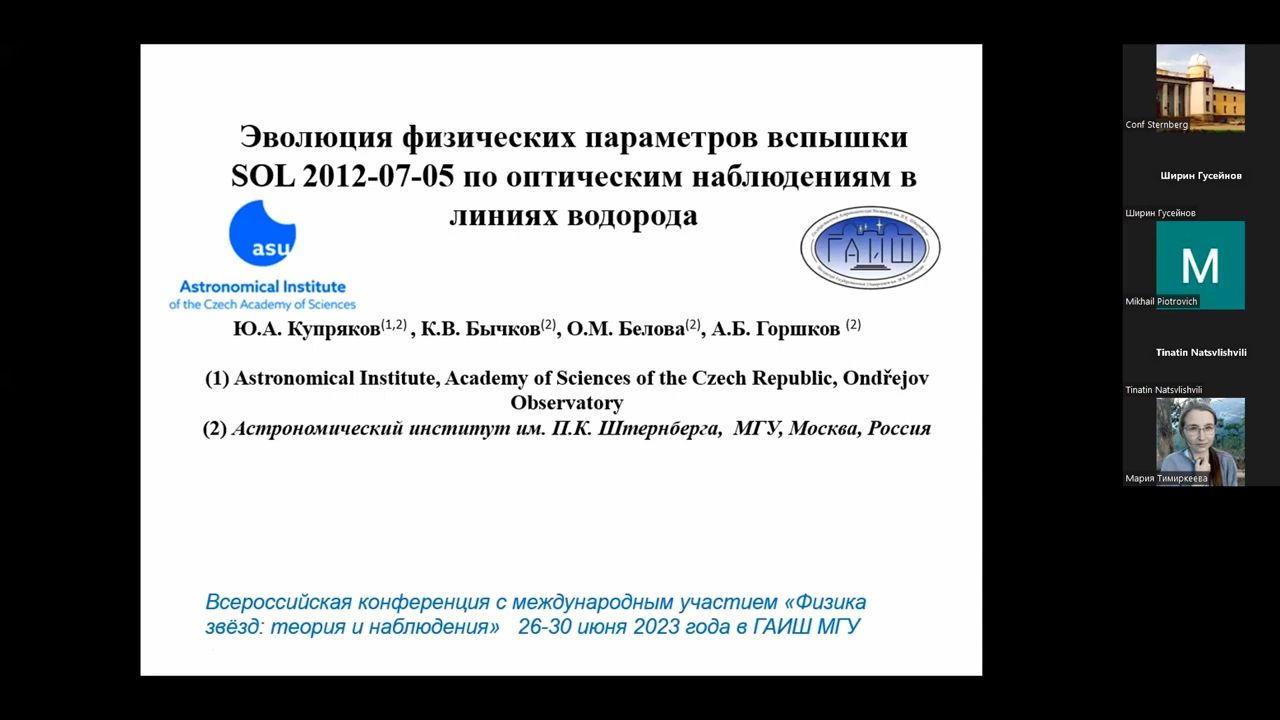 Эволюция физических параметров вспышки
SOL 2012-07-05 по оптическим наблюдениям в
линиях водорода
asu
Astronomical Institute
of the Czech Academy of Sciences
ГАИШ
Ю.А. Купряков(1,2) , К.В. Бычков(2), О.М. Белова(2), А.Б. Горшков (2)
(1) Astronomical Institute, Academy of Sciences of the Czech Republic, Ondřejov
Observatory
(2) Астрономический институт им. П.К. Штернберга, МГУ, Москва, Россия
Всероссийская конференция с международным участием «Физика
звёзд: теория и наблюдения» 26-30 июня 2023 года в ГАИШ МГУ
Conf Sternberg
Ширин Гусейнов
Ширин Гусейнов
M
Mikhail Piotrovich
Tinatin Natsvlishvili
Tinatin Natsvlishvili
Мария Тимиркеева